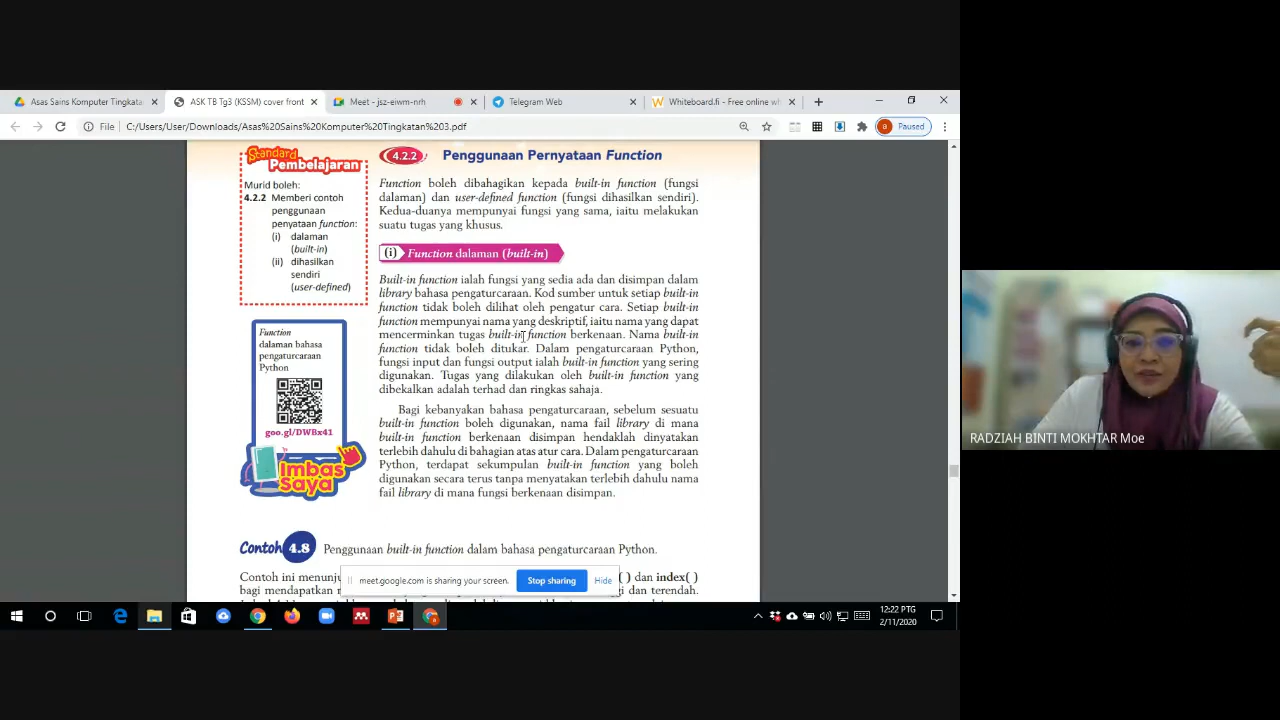 Asas Sains Komputer Tingkata
ASK TB Tg3 (KSSM) cover front
Meet - jsz-eiwm-nrh
Telegram Web
Whiteboard.fi - Free online wh
File
C:/Users/User/Downloads/Asas%20Sains%20Komputer%20Tingkatan%203.pdf
B
Paused
Standard
Pembelajaran
Murid boleh:
4.2.2 Memberi contoh
penggunaan
penyataan function:
(i) dalaman
(built-in)
(ii) dihasilkan
sendiri
(user-defined)
Function
dalaman bahasa
pengaturcaraan
Python
goo.gl/DWBx41
Imbas
Saya
4.2.2 Penggunaan Pernyataan Function
Function boleh dibahagikan kepada built-in function (fungsi
dalaman) dan user-defined function (fungsi dihasilkan sendiri).
Kedua-duanya mempunyai fungsi yang sama, iaitu melakukan
suatu tugas yang khusus.
(i) Function dalaman (built-in)
Built-in function ialah fungsi yang sedia ada dan disimpan dalam
library bahasa pengaturcaraan. Kod sumber untuk setiap built-in
function tidak boleh dilihat oleh pengatur cara. Setiap built-in
function mempunyai nama yang deskriptif, iaitu nama yang dapat
mencerminkan tugas built-in function berkenaan. Nama built-in
function tidak boleh ditukar. Dalam pengaturcaraan Python,
fungsi input dan fungsi output ialah built-in function yang sering
digunakan. Tugas yang dilakukan oleh built-in function yang
dibekalkan adalah terhad dan ringkas sahaja.
Bagi kebanyakan bahasa pengaturcaraan, sebelum sesuatu
built-in function boleh digunakan, nama fail library di mana
built-in function berkenaan disimpan hendaklah dinyatakan
terlebih dahulu di bahagian atas atur cara. Dalam pengaturcaraan
Python, terdapat sekumpulan built-in function yang boleh
digunakan secara terus tanpa menyatakan terlebih dahulu nama
fail library di mana fungsi berkenaan disimpan.
Contoh 4.8 Penggunaan built-in function dalam bahasa pengaturcaraan Python.
Contoh ini menunju
( ) dan index( )
bagi mendapatkan
dan terendah.
meet.google.com is sharing your screen.
Stop sharing
Hide
RADZIAH BINTI MOKHTAR Moe
12:22 PTG
2/11/2020